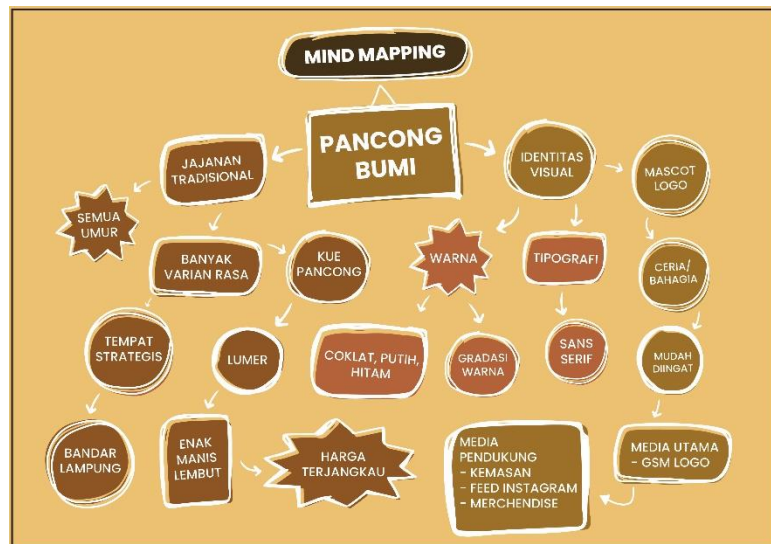 MIND MAPPING
PANCONG
BUMI
JAJANAN
TRADISIONAL
IDENTITAS
VISUAL
MASCOT
LOGO
SEMUA
UMUR
BANYAK
VARIAN RASA
KUE
PANCONG
WARNA
TIPOGRAFI
CERIA/
BAHAGIA
TEMPAT
STRATEGIS
LUMER
COKLAT, PUTIH,
HITAM
GRADASI
WARNA
SANS
SERIF
MUDAH
DIINGAT
BANDAR
LAMPUNG
ENAK
MANIS
LEMBUT
HARGA
TERJANGKAU
MEDIA
PENDUKUNG
- KEMASAN
- FEED INSTAGRAM
- MERCHENDISE
MEDIA UTAMA
- GSM LOGO